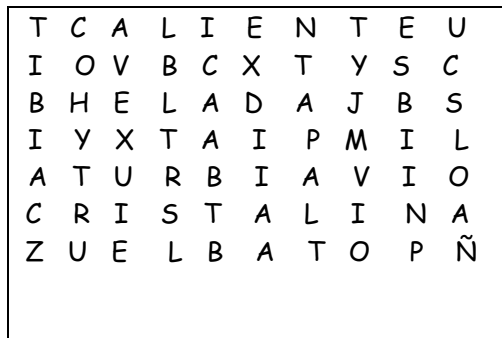 T C A L I E N T E U
I O V B C X T Y S C
B H E L A D A J B S
I Y X T A I P M I L
A T U R B I A V I O
C R I S T A L I N A
Z U E L B A T O P Ñ